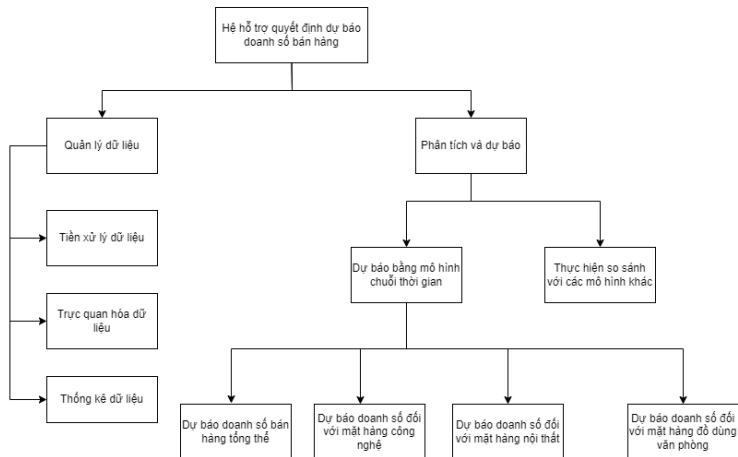 Hệ hỗ trợ quyết định dự báo
doanh số bán hàng
Quản lý dữ liệu
Phân tích và dự báo
Tiền xử lý dữ liệu
Dự báo bằng mô hình
chuỗi thời gian
Thực hiện so sánh
với các mô hình khác
Trực quan hóa dữ
liệu
Thống kê dữ liệu
Dự báo doanh số bán
hàng tổng thể
Dự báo doanh số đối
với mặt hàng công
nghệ
Dự báo doanh số đối
với mặt hàng nội thất
Dự báo doanh số đối
với mặt hàng đồ dùng
văn phòng